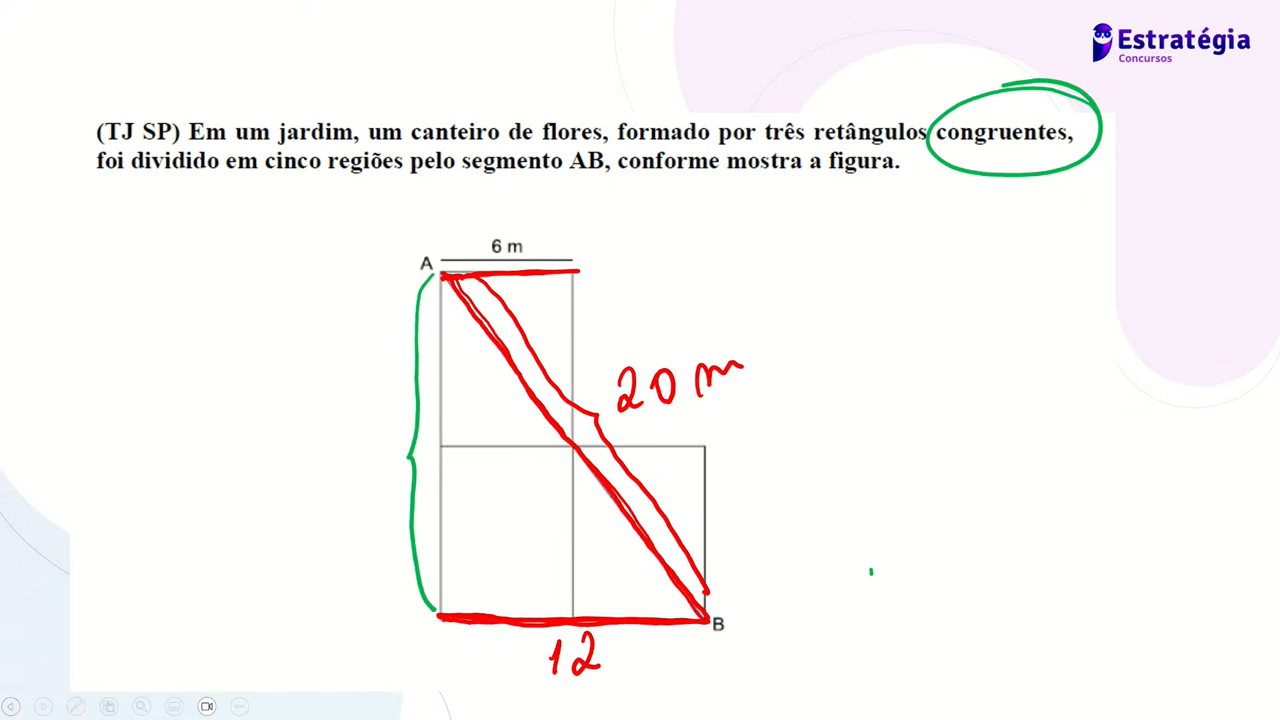 Estratégia
Concursos
(TJ SP) Em um jardim, um canteiro de flores, formado por três retângulos congruentes,
foi dividido em cinco regiões pelo segmento AB, conforme mostra a figura.
6 m
A
20 m
B
12